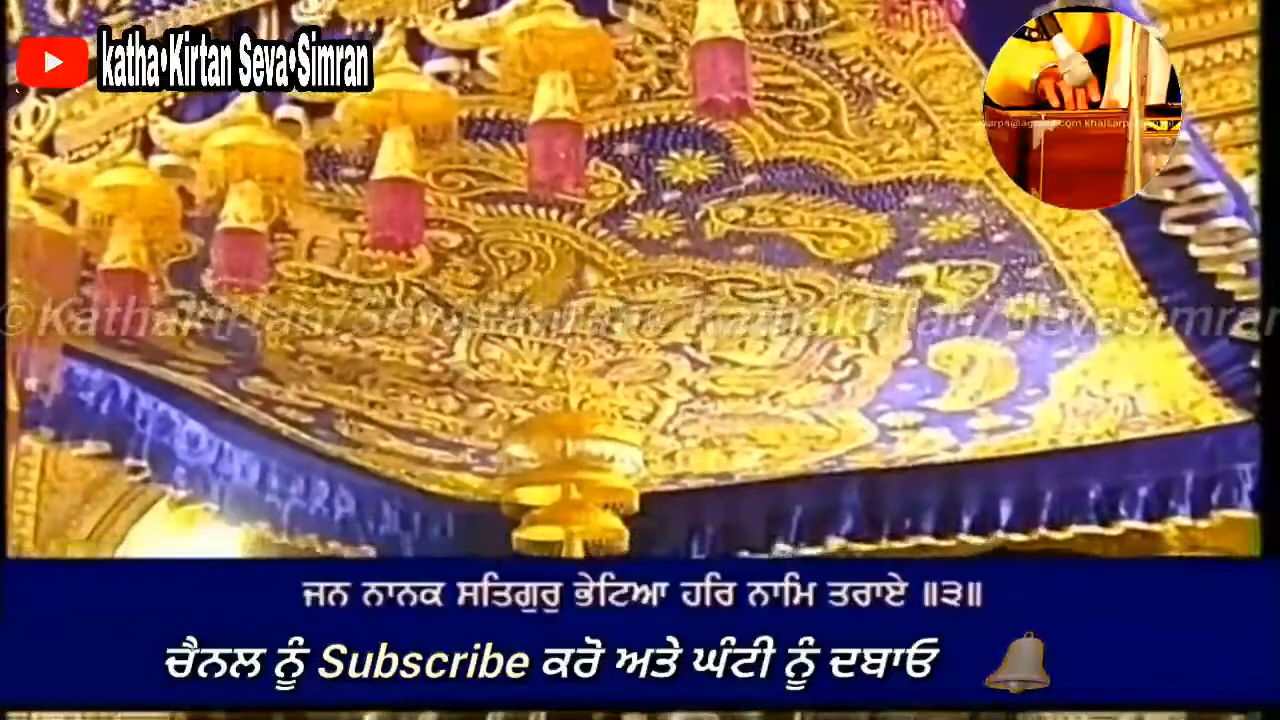 katha•Kirtan Seva•Simran
ਜਨ ਨਾਨਕ ਸਤਿਗੁਰੁ ਭੇਟਿਆ ਹਰਿ ਨਾਮਿ ਤਰਾਏ ॥੩॥
ਚੈਨਲ ਨੂੰ Subscribe ਕਰੋ ਅਤੇ ਘੰਟੀ ਨੂੰ ਦਬਾਓ